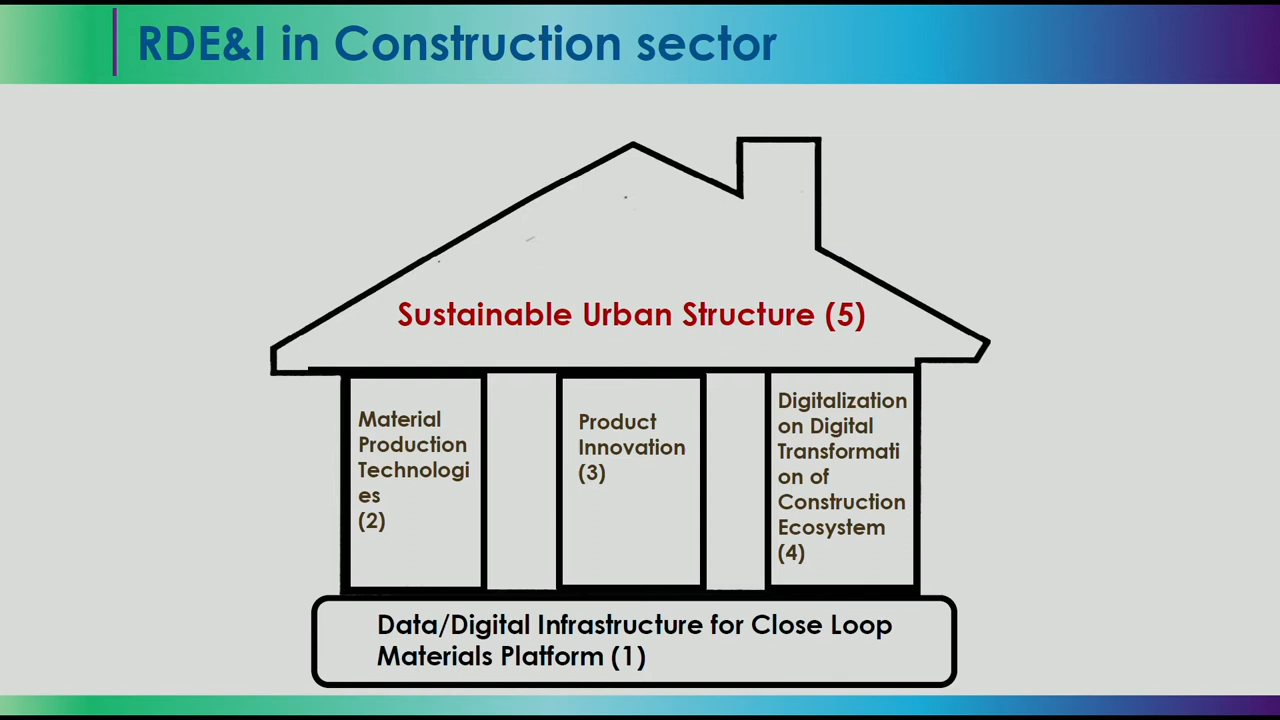 RDE&I in Construction sector
Sustainable Urban Structure (5)
Material
Production
Technologi
es
(2)
Product
Innovation
(3)
Digitalization
on Digital
Transformati
on of
Construction
Ecosystem
(4)
Data/Digital Infrastructure for Close Loop
Materials Platform (1)